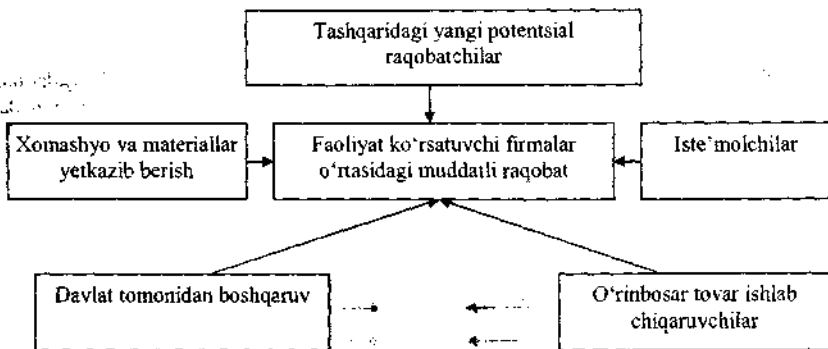 Tashqaridagi yangi potentsial
raqobatchilar
Xomashyo va materiallar
yetkazib berish
Faoliyat ko‘rsatuvchi firmalar
o‘rtasidagi muddatli raqobat
Iste’molchilar
Davlat tomonidan boshqaruv
O‘rinbosar tovar ishlab
chiqaruvchilar